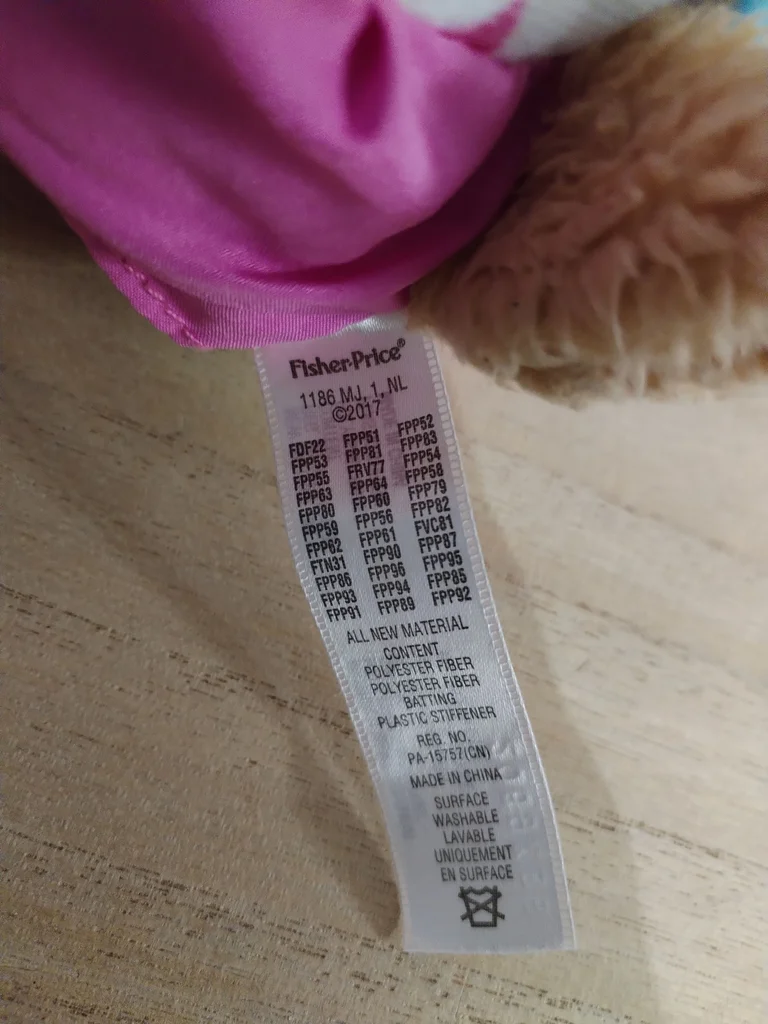 Fisher-Price®
1186 MJ, 1, NL
©2017
FDF22 FPP51 FPP52
FPP53 FPP81 FPP83
FPP55 FRV77 FPP54
FPP63 FPP64 FPP58
FPP80 FPP60 FPP79
FPP59 FPP56 FPP82
FPP62 FPP61 FVC81
FTN31 FPP90 FPP87
FPP86 FPP96 FPP95
FPP93 FPP94 FPP85
FPP91 FPP89 FPP92
ALL NEW MATERIAL
CONTENT
POLYESTER FIBER
POLYESTER FIBER
BATTING
PLASTIC STIFFENER
REG. NO.
PA-15757(CN)
MADE IN CHINA
SURFACE
WASHABLE
LAVABLE
UNIQUEMENT
EN SURFACE